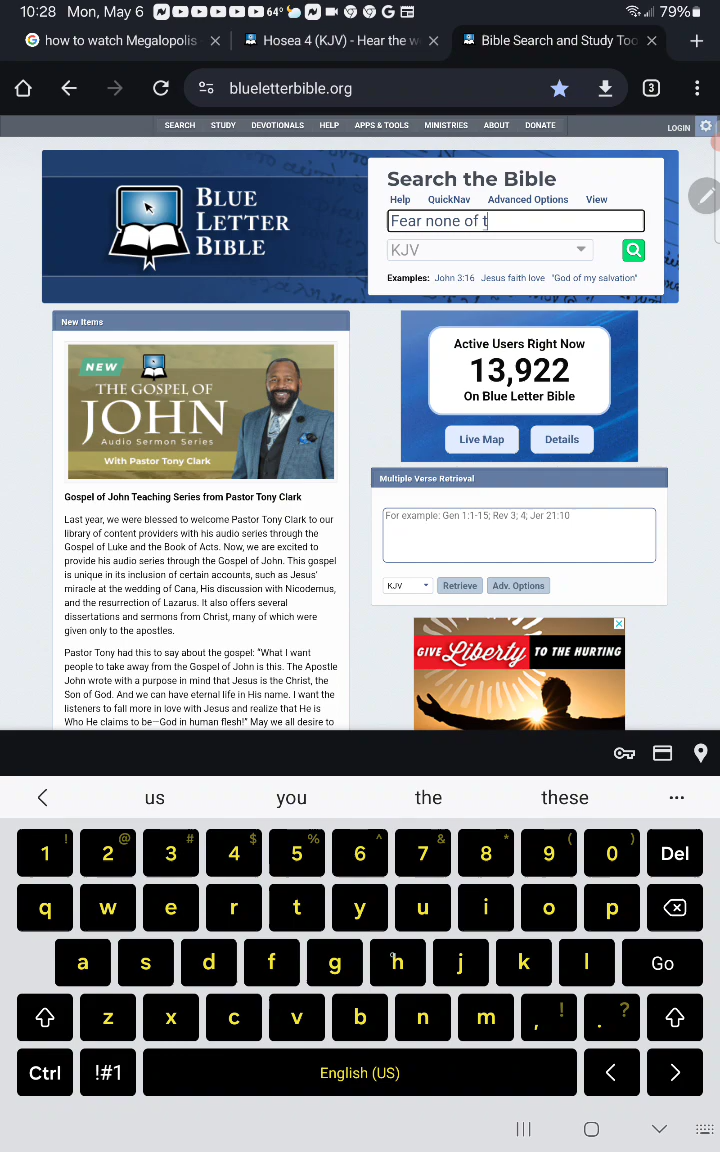 10:28 Mon, May 6 64° 79%
how to watch Megalopolis
Hosea 4 (KJV) - Hear the w
Bible Search and Study Too
blueletterbible.org
3
SEARCH STUDY DEVOTIONALS HELP APPS & TOOLS MINISTRIES ABOUT DONATE LOGIN
BLUE
LETTER
BIBLE
Search the Bible
Help QuickNav Advanced Options View
Fear none of t
KJV
Examples: John 3:16 Jesus faith love "God of my salvation"
New Items
NEW
THE GOSPEL OF
JOHN
Audio Sermon Series
With Pastor Tony Clark
Gospel of John Teaching Series from Pastor Tony Clark
Last year, we were blessed to welcome Pastor Tony Clark to our
library of content providers with his audio series through the
Gospel of Luke and the Book of Acts. Now, we are excited to
provide his audio series through the Gospel of John. This gospel
is unique in its inclusion of certain accounts, such as Jesus'
miracle at the wedding of Cana, His discussion with Nicodemus,
and the resurrection of Lazarus. It also offers several
dissertations and sermons from Christ, many of which were
given only to the apostles.
Pastor Tony had this to say about the gospel: “What I want
people to take away from the Gospel of John is this. The Apostle
John wrote with a purpose in mind that Jesus is the Christ, the
Son of God. And we can have eternal life in His name. I want the
listeners to fall more in love with Jesus and realize that He is
Who He claims to be—God in human flesh!” May we all desire to
Active Users Right Now
13,922
On Blue Letter Bible
Live Map Details
Multiple Verse Retrieval
For example: Gen 1:1-15; Rev 3; 4; Jer 21:10
KJV Retrieve Adv. Options
GIVE Liberty TO THE HURTING
us you the these
! @ # $ % ^ & * ( )
1 2 3 4 5 6 7 8 9 0 Del
q w e r t y u i o p
a s d f g h j k l Go
z x c v b n m , ! . ?
Ctrl !#1 English (US) < >